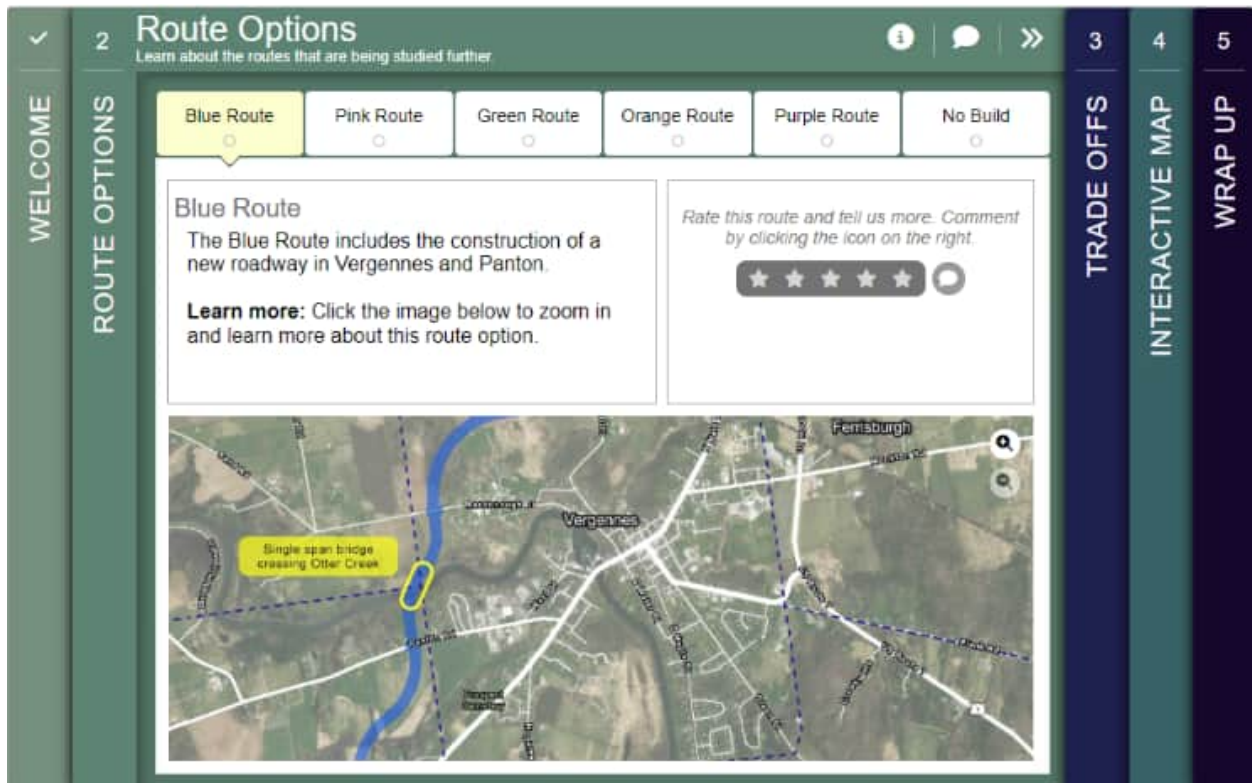 WELCOME
2
ROUTE OPTIONS
Route Options
Learn about the routes that are being studied further.
Blue Route
Pink Route
Green Route
Orange Route
Purple Route
No Build
Blue Route
The Blue Route includes the construction of a
new roadway in Vergennes and Panton.
Learn more: Click the image below to zoom in
and learn more about this route option.
Rate this route and tell us more. Comment
by clicking the icon on the right.
Ferrisburgh
Vergennes
Single span bridge
crossing Otter Creek
3
TRADE OFFS
4
INTERACTIVE MAP
5
WRAP UP